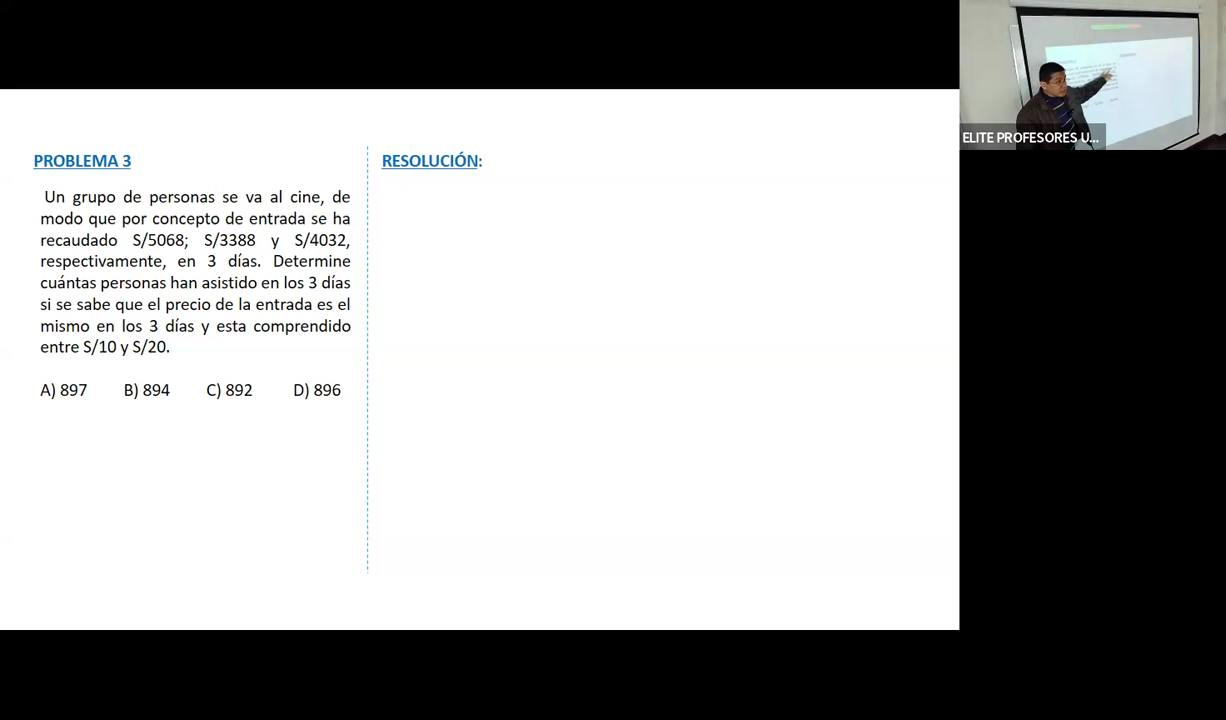 ELITE PROFESORES U...
PROBLEMA 3
Un grupo de personas se va al cine, de
modo que por concepto de entrada se ha
recaudado S/5068; S/3388 y S/4032,
respectivamente, en 3 días. Determine
cuántas personas han asistido en los 3 días
si se sabe que el precio de la entrada es el
mismo en los 3 días y esta comprendido
entre S/10 y S/20.
A) 897 B) 894 C) 892 D) 896
RESOLUCIÓN: